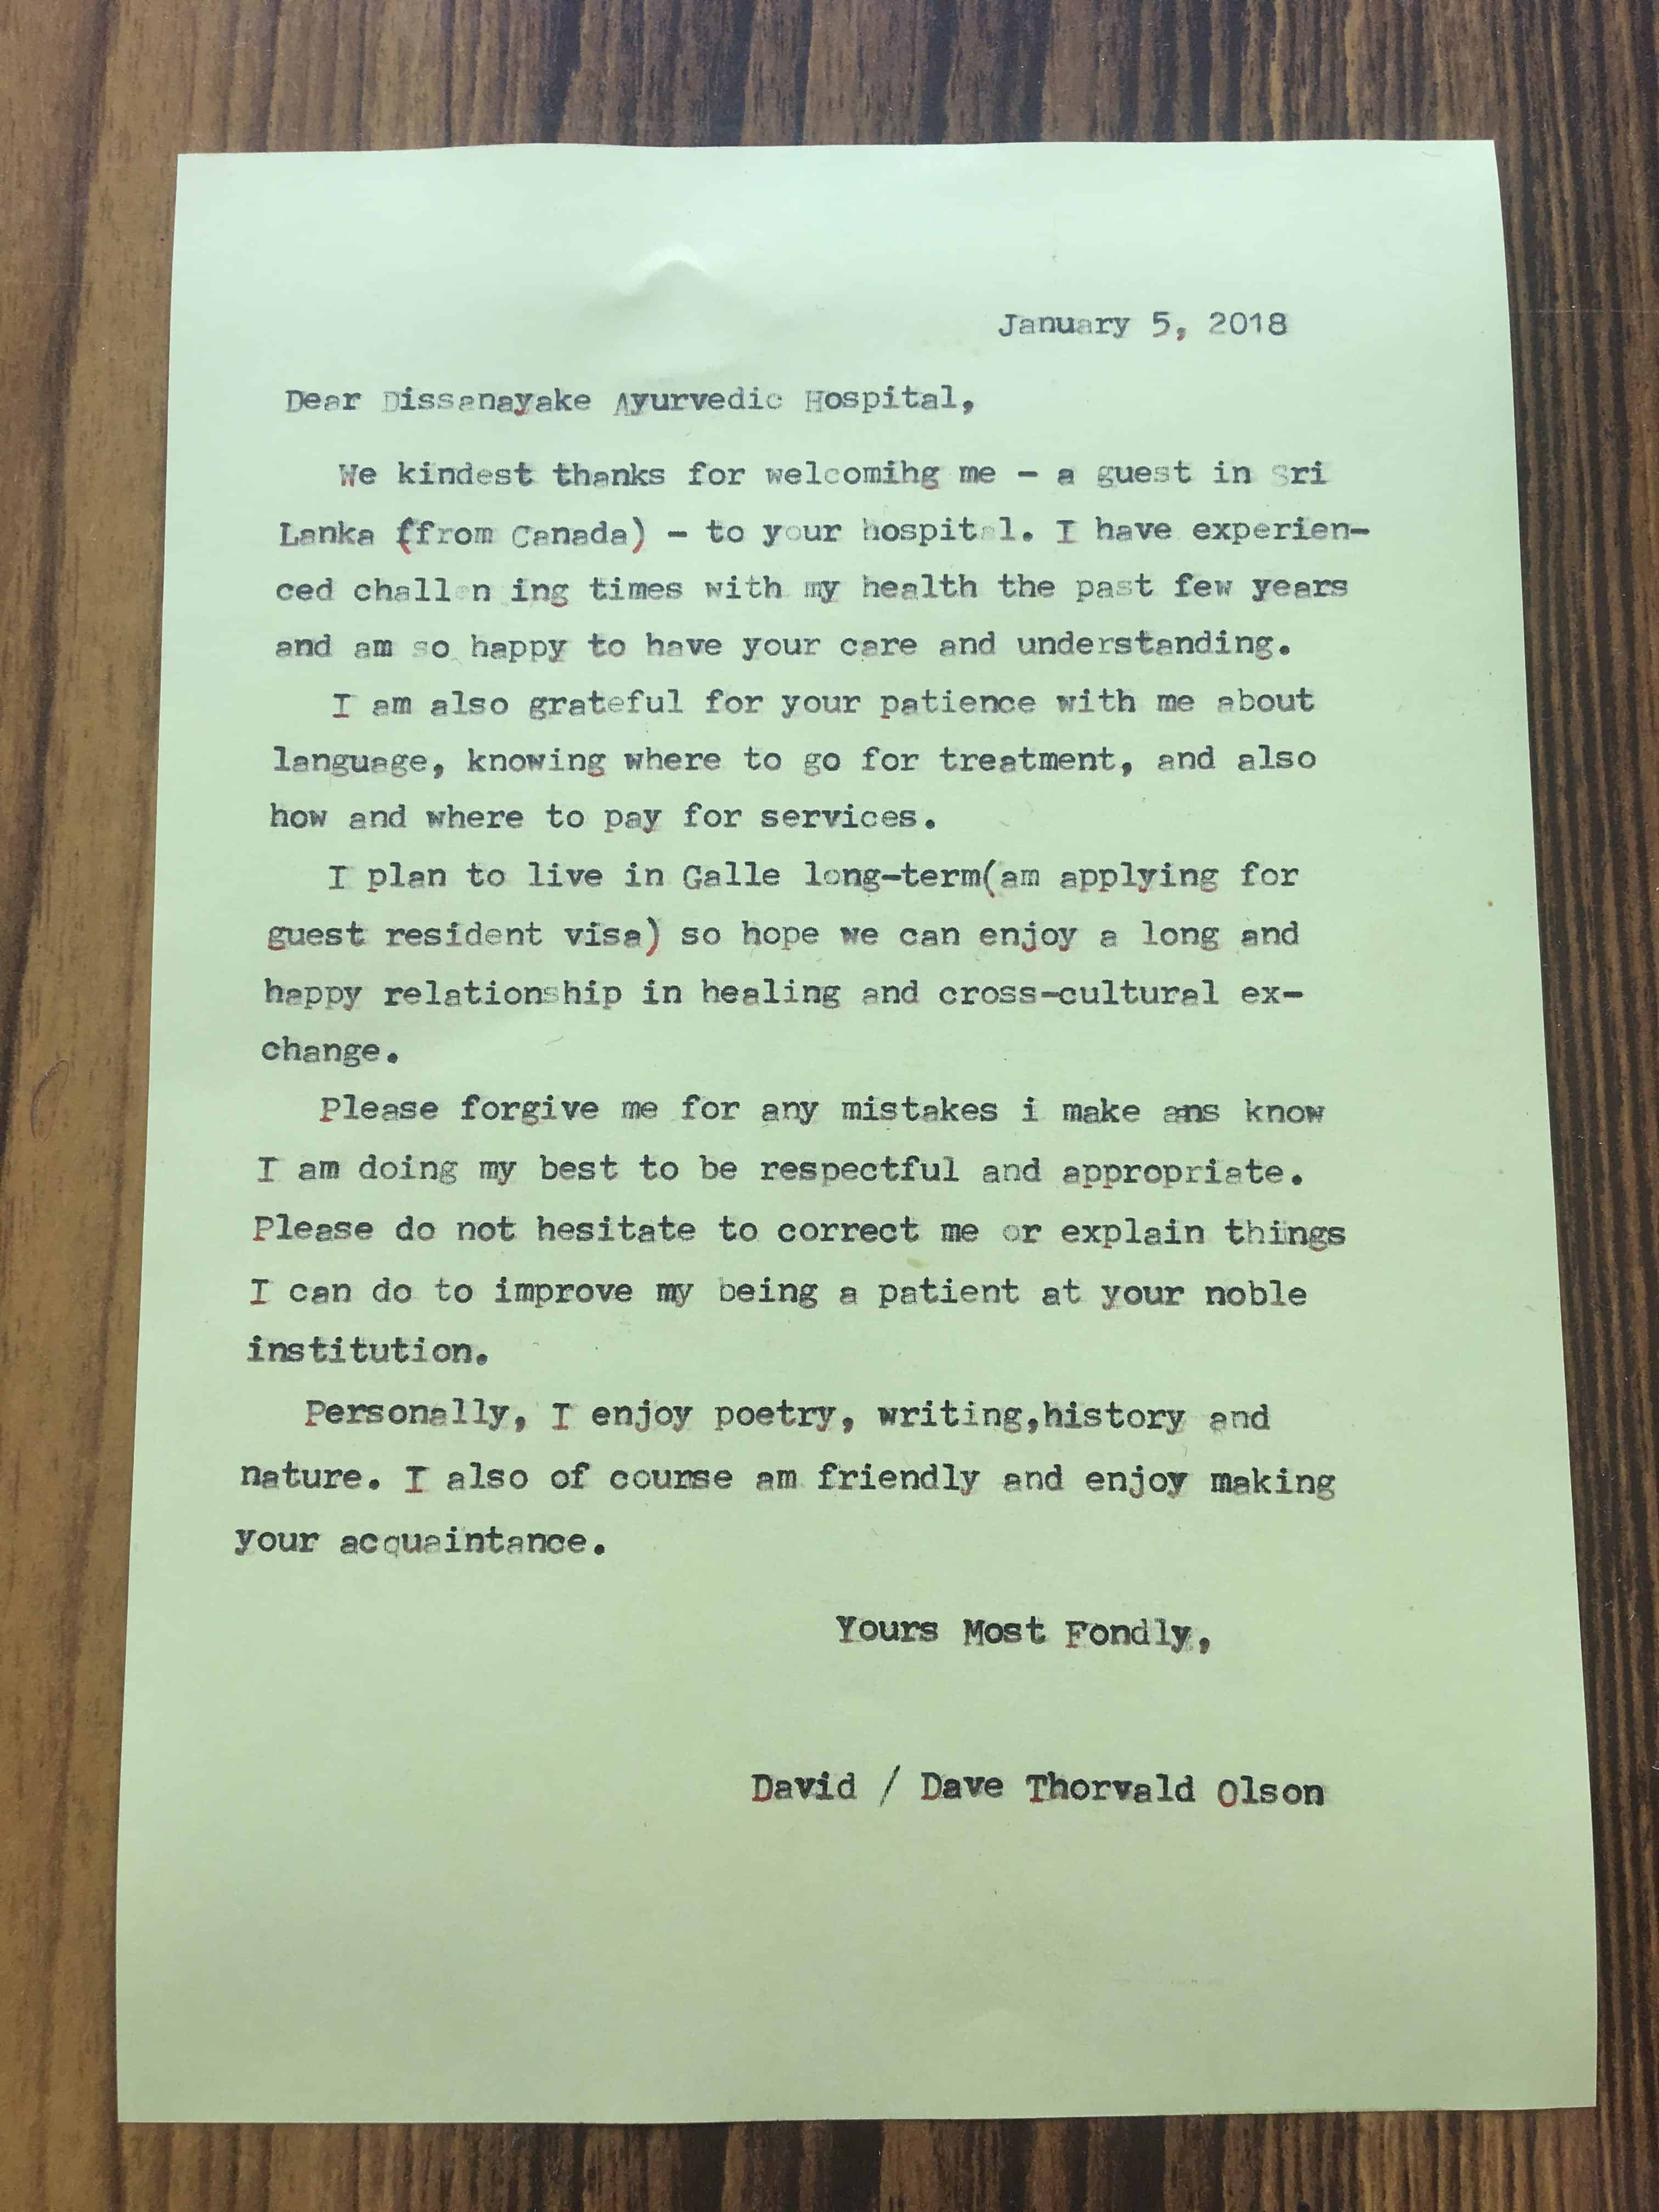 January 5, 2018
Dear Dissanayake Ayurvedic Hospital,
We kindest thanks for welcomihg me - a guest in Sri
Lanka (from Canada) - to your hospital. I have experien-
ced challen ing times with my health the past few years
and am so happy to have your care and understanding.
I am also grateful for your patience with me about
language, knowing where to go for treatment, and also
how and where to pay for services.
I plan to live in Galle long-term(am applying for
guest resident visa) so hope we can enjoy a long and
happy relationship in healing and cross-cultural ex-
change.
Please forgive me for any mistakes i make ans know
I am doing my best to be respectful and appropriate.
Please do not hesitate to correct me or explain things
I can do to improve my being a patient at your noble
institution.
Personally, I enjoy poetry, writing,history and
nature. I also of course am friendly and enjoy making
your acquaintance.
Yours Most Fondly,
David / Dave Thorvald Olson